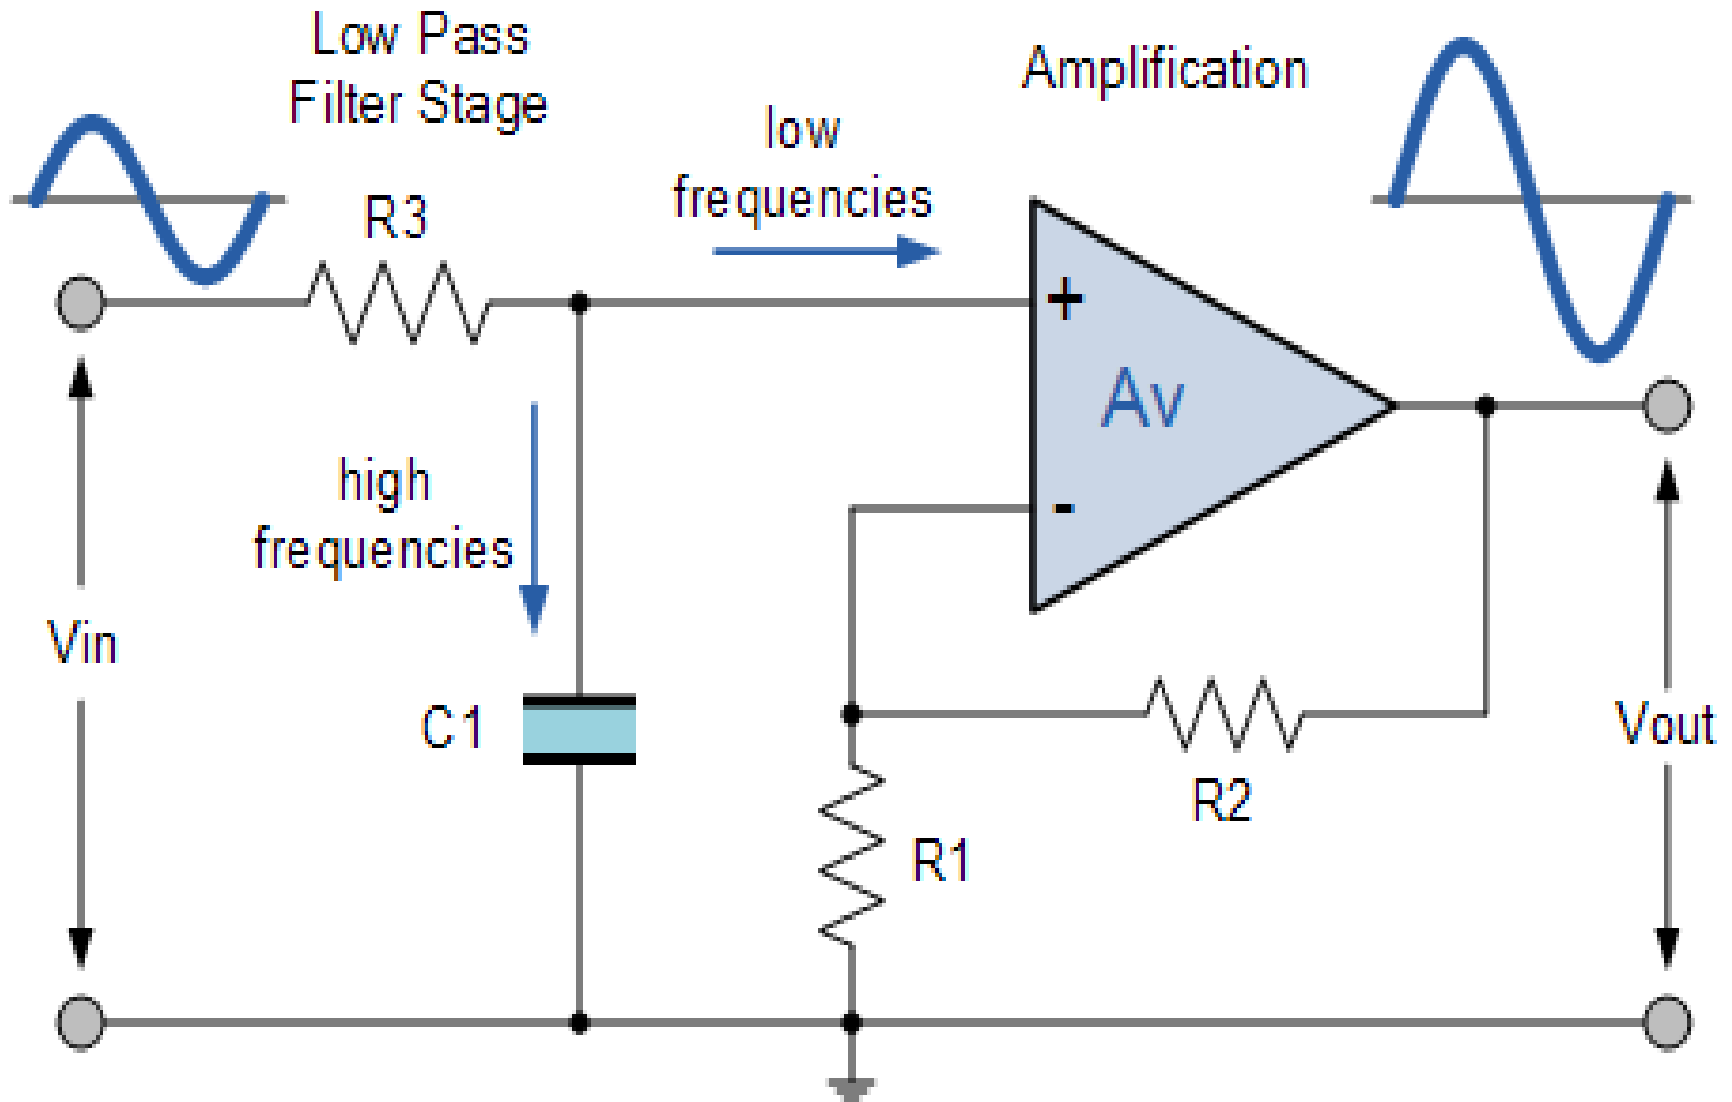 Low Pass
Filter Stage
Amplification
low
frequencies
R3
+
Av
high
frequencies
-
Vin
C1
Vout
R2
R1